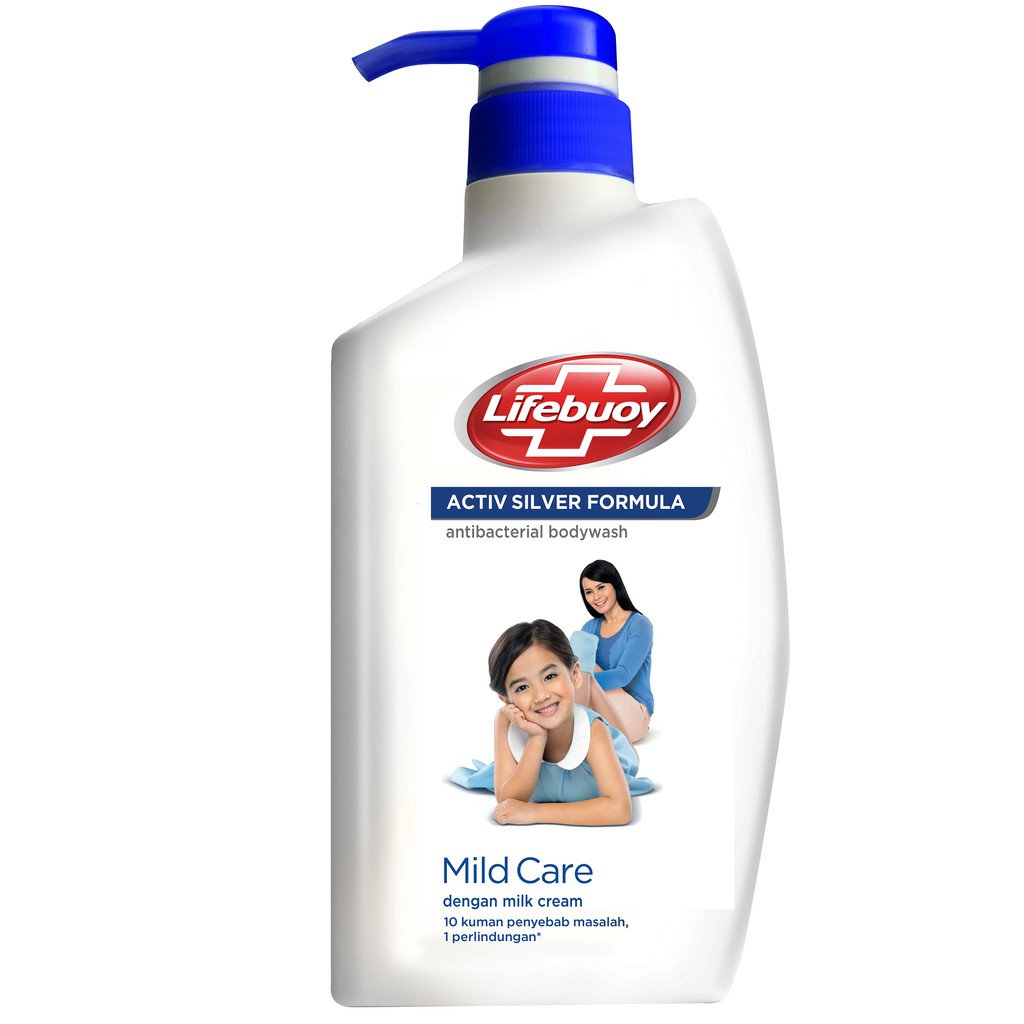 Lifebuoy
ACTIV SILVER FORMULA
antibacterial bodywash
Mild Care
dengan milk cream
10 kuman penyebab masalah,
1 perlindungan*